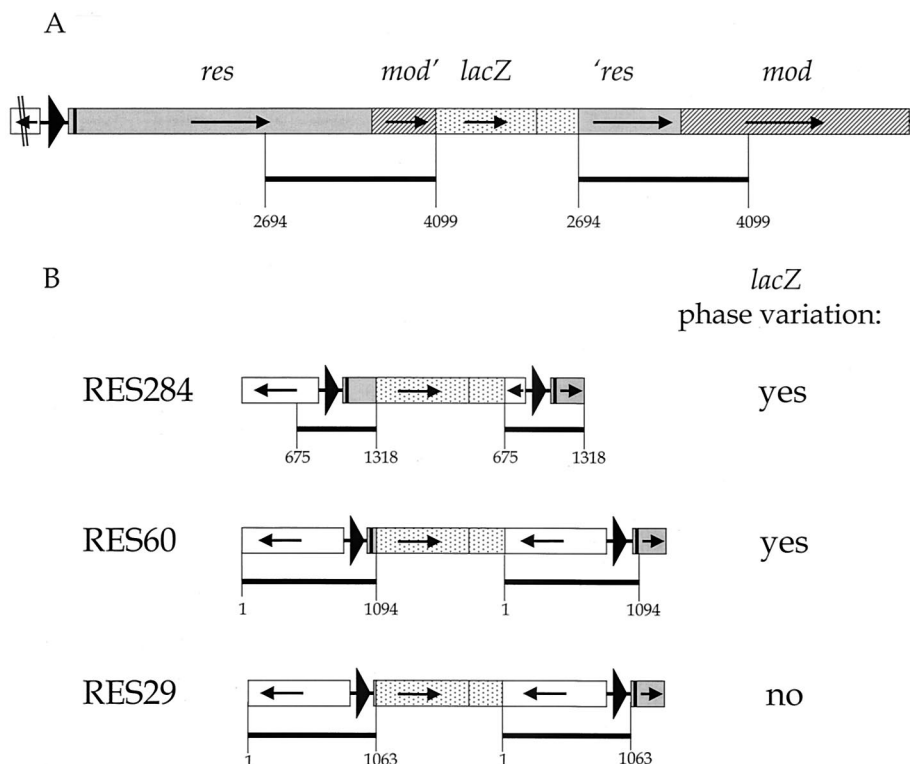 A
res mod' lacZ 'res mod
2694 4099 2694 4099
B
lacZ
phase variation:
RES284 yes
675 1318 675 1318
RES60 yes
1 1094 1 1094
RES29 no
1 1063 1 1063